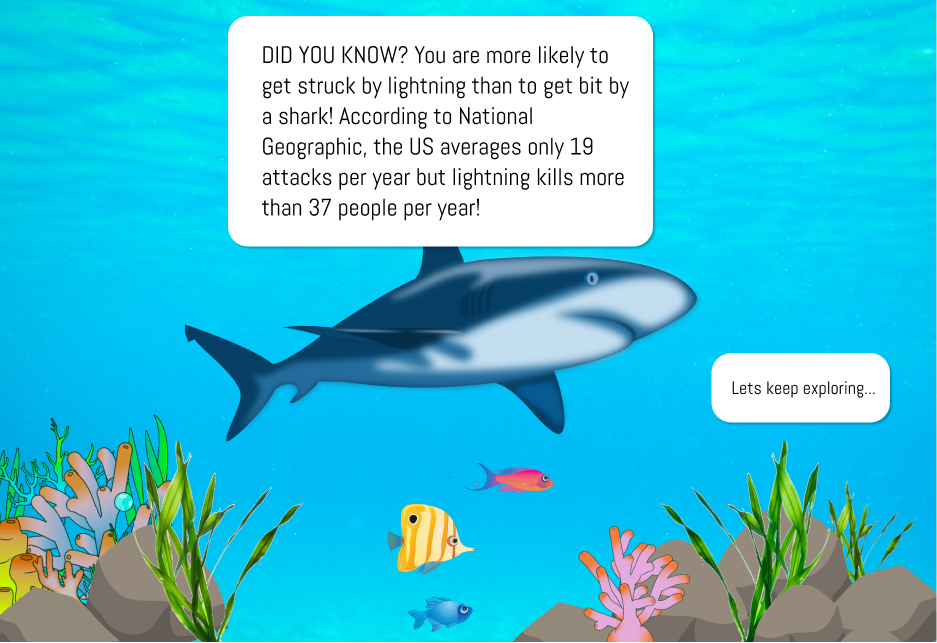 DID YOU KNOW? You are more likely to
get struck by lightning than to get bit by
a shark! According to National
Geographic, the US averages only 19
attacks per year but lightning kills more
than 37 people per year!
Lets keep exploring...